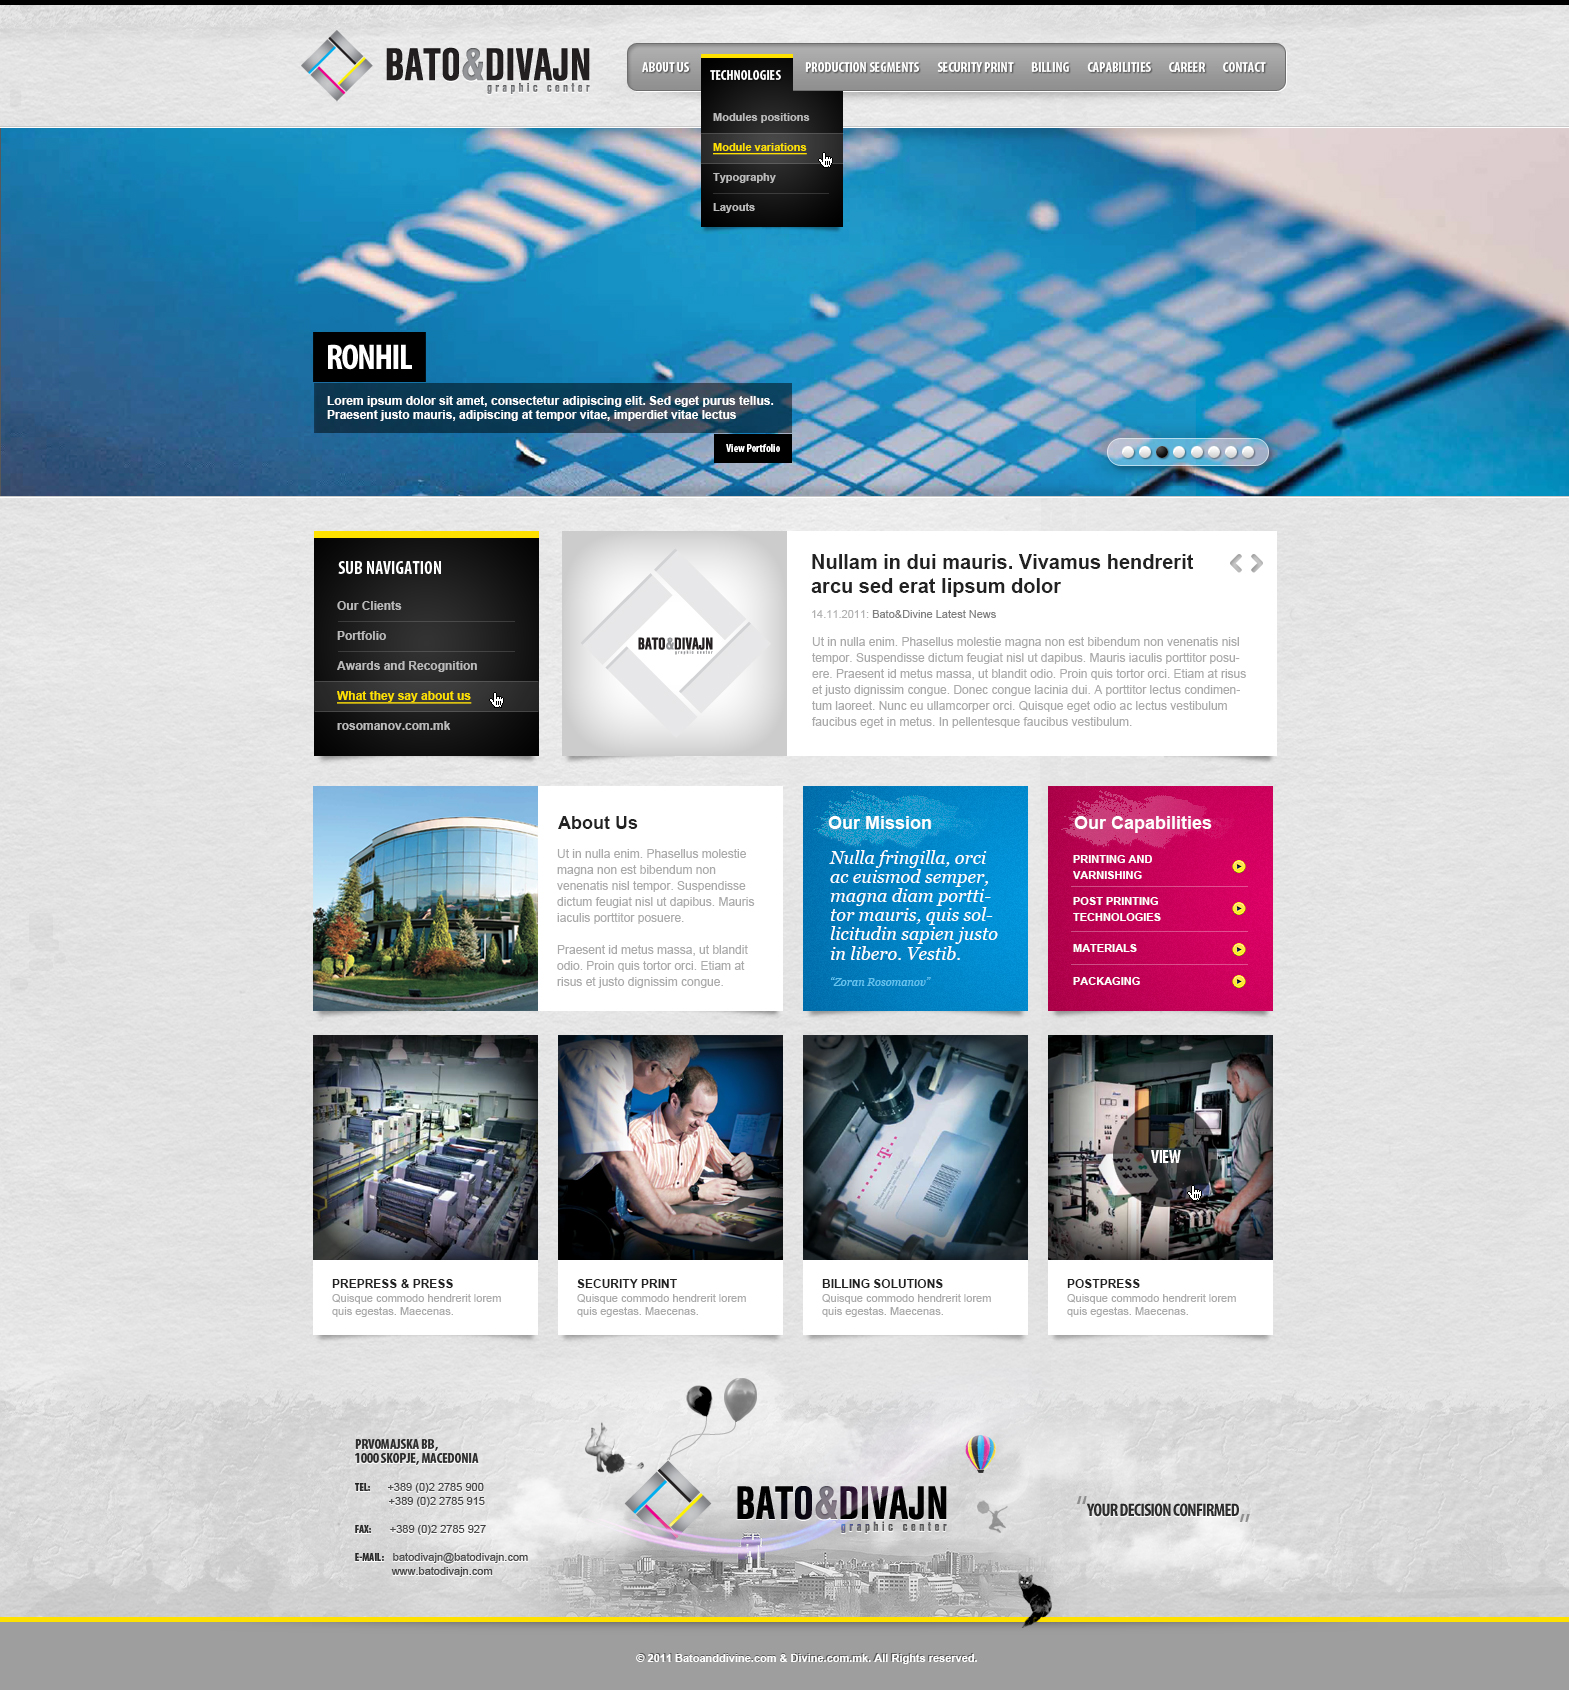 BATO&DIVAJN
graphic center
ABOUT US
TECHNOLOGIES
PRODUCTION SEGMENTS
SECURITY PRINT
BILLING
CAPABILITIES
CAREER
CONTACT
Modules positions
Module variations
Typography
Layouts
ronhi
RONHIL
Lorem ipsum dolor sit amet, consectetur adipiscing elit. Sed eget purus tellus.
Praesent justo mauris, adipiscing at tempor vitae, imperdiet vitae lectus
View Portfolio
SUB NAVIGATION
Our Clients
Portfolio
Awards and Recognition
What they say about us
rosomanov.com.mk
BATO&DIVAJN
graphic center
Nullam in dui mauris. Vivamus hendrerit
arcu sed erat lipsum dolor
14.11.2011: Bato&Divine Latest News
Ut in nulla enim. Phasellus molestie magna non est bibendum non venenatis nisl
tempor. Suspendisse dictum feugiat nisl ut dapibus. Mauris iaculis porttitor posu-
ere. Praesent id metus massa, ut blandit odio. Proin quis tortor orci. Etiam at risus
et justo dignissim congue. Donec congue lacinia dui. A porttitor lectus condimen-
tum laoreet. Nunc eu ullamcorper orci. Quisque eget odio ac lectus vestibulum
faucibus eget in metus. In pellentesque faucibus vestibulum.
About Us
Ut in nulla enim. Phasellus molestie
magna non est bibendum non
venenatis nisl tempor. Suspendisse
dictum feugiat nisl ut dapibus. Mauris
iaculis porttitor posuere.
Praesent id metus massa, ut blandit
odio. Proin quis tortor orci. Etiam at
risus et justo dignissim congue.
Our Mission
Nulla fringilla, orci
ac euismod semper,
magna diam portti-
tor mauris, quis sol-
licitudin sapien justo
in libero. Vestib.
"Zoran Rosomanov"
Our Capabilities
PRINTING AND
VARNISHING
POST PRINTING
TECHNOLOGIES
MATERIALS
PACKAGING
VIEW
PREPRESS & PRESS
Quisque commodo hendrerit lorem
quis egestas. Maecenas.
SECURITY PRINT
Quisque commodo hendrerit lorem
quis egestas. Maecenas.
BILLING SOLUTIONS
Quisque commodo hendrerit lorem
quis egestas. Maecenas.
POSTPRESS
Quisque commodo hendrerit lorem
quis egestas. Maecenas.
PRVOMAJSKA BB,
1000 SKOPJE, MACEDONIA
TEL: +389 (0)2 2785 900
+389 (0)2 2785 915
FAX: +389 (0)2 2785 927
E-MAIL: batodivajn@batodivajn.com
www.batodivajn.com
BATO&DIVAJN
graphic center
"YOUR DECISION CONFIRMED"
© 2011 Batoanddivine.com & Divine.com.mk. All Rights reserved.